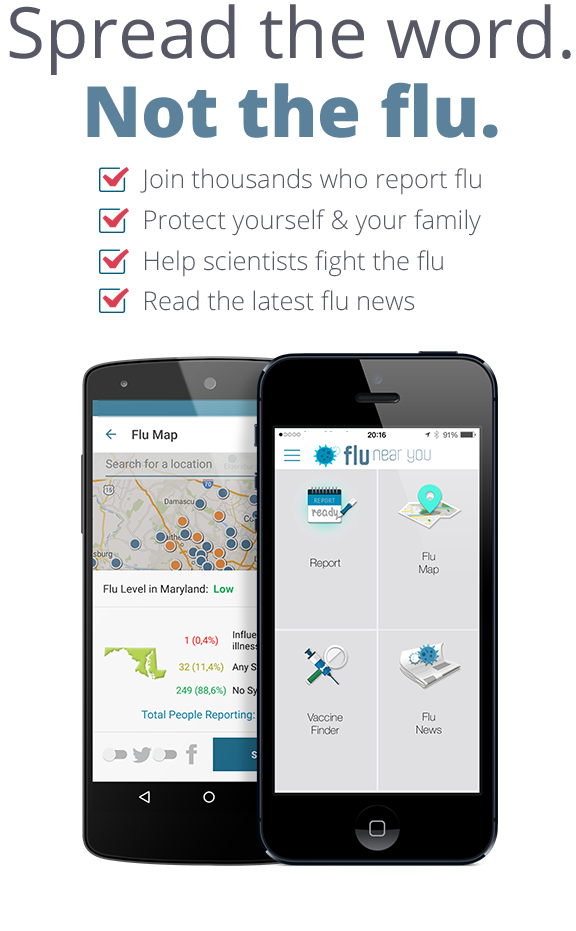 Spread the word.
Not the flu.
Join thousands who report flu
Protect yourself & your family
Help scientists fight the flu
Read the latest flu news
Flu Map
Search for a location
15
Damascu
Flu Level in Maryland: Low
1 (0,4%)
32 (11,4%) Any S
249 (88,6%) No Sy
Total People Reporting:
20:16
91%
flu near you
REPORT
ready
Report
Flu
Map
Vaccine
Finder
Flu
News